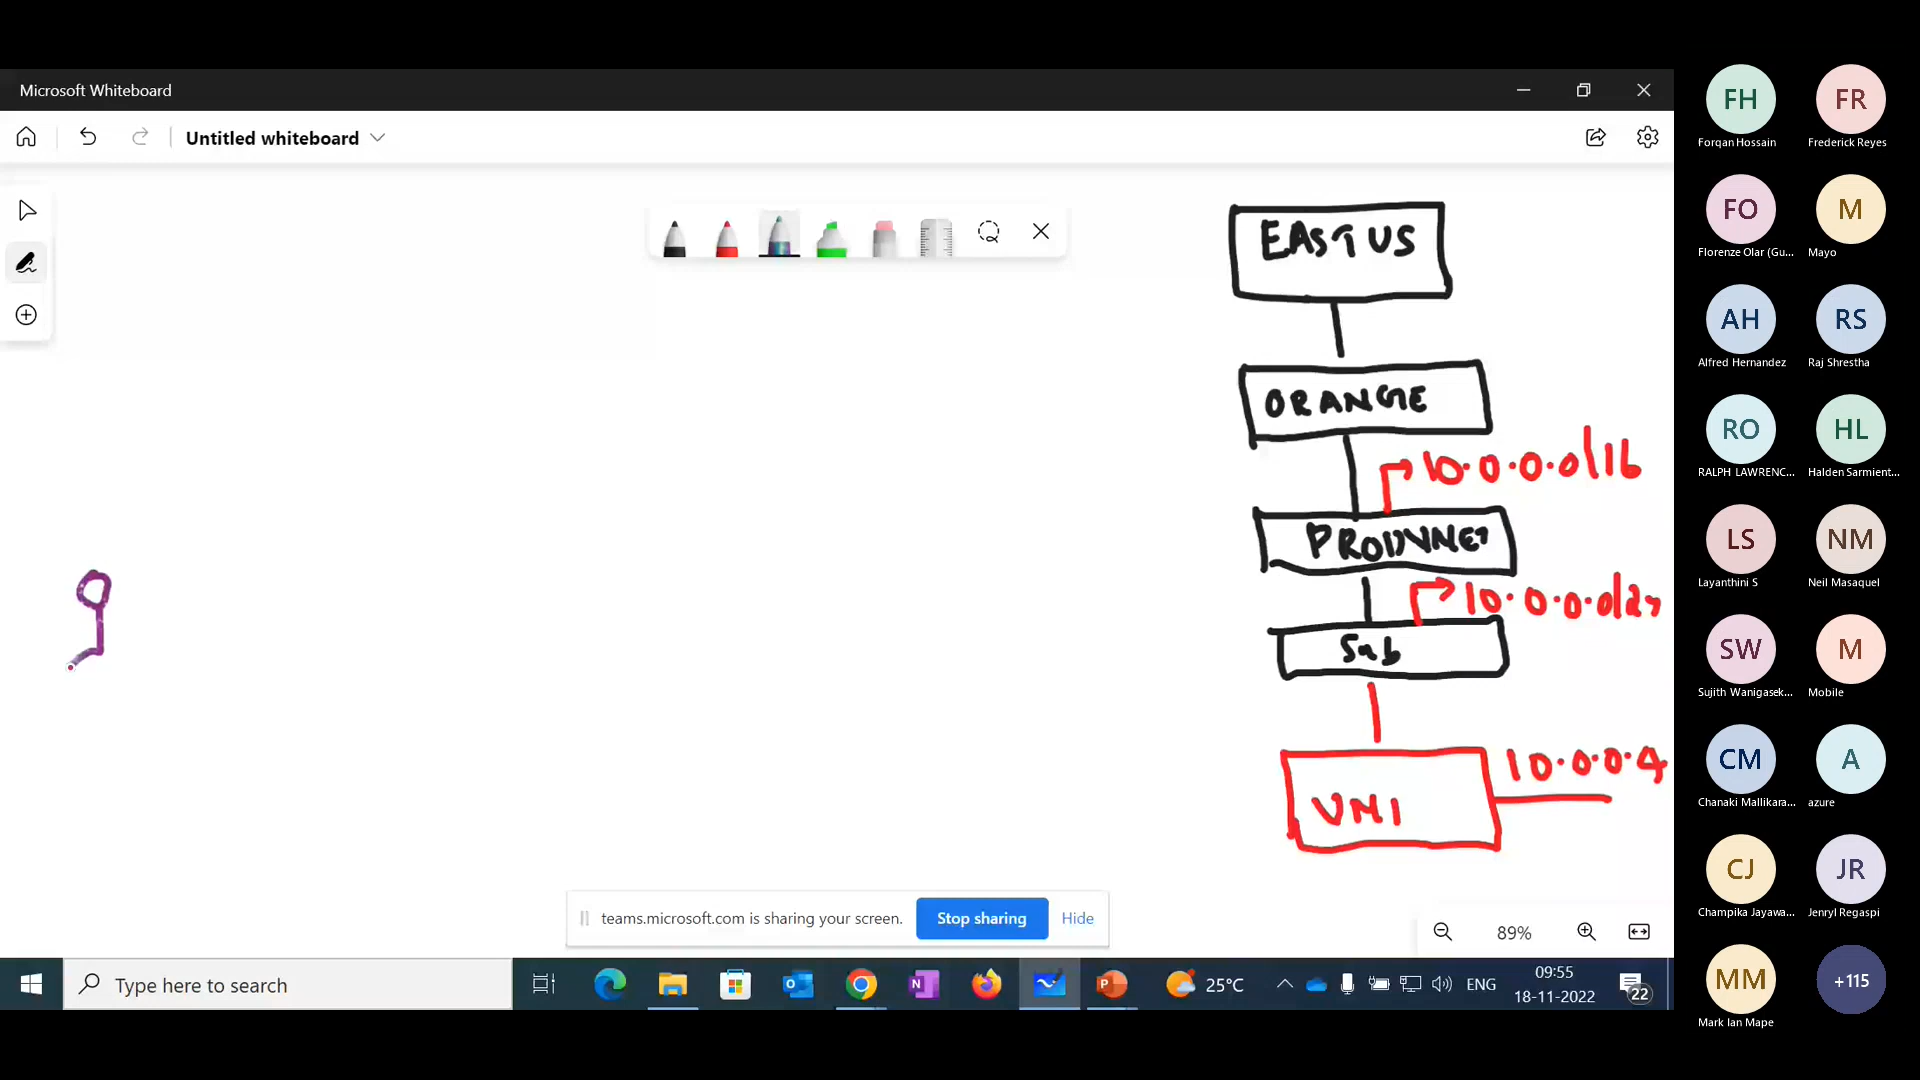 Microsoft Whiteboard
Untitled whiteboard
EAST US
ORANGE
10.0.0.0/16
PRODVNET
10.0.0.0/24
Sub
10.0.0.4
VM1
teams.microsoft.com is sharing your screen.
Stop sharing
Hide
89%
Type here to search
25°C
ENG
09:55
18-11-2022
22
FH
Forqan Hossain
FR
Frederick Reyes
FO
Florenze Olar (Gu...
M
Mayo
AH
Alfred Hernandez
RS
Raj Shrestha
RO
RALPH LAWRENC...
HL
Halden Sarmient...
LS
Layanthini S
NM
Neil Masaquel
SW
Sujith Wanigasek...
M
Mobile
CM
Chanaki Mallikara...
A
azure
CJ
Champika Jayawa...
JR
Jenryl Regaspi
MM
Mark Ian Mape
+115